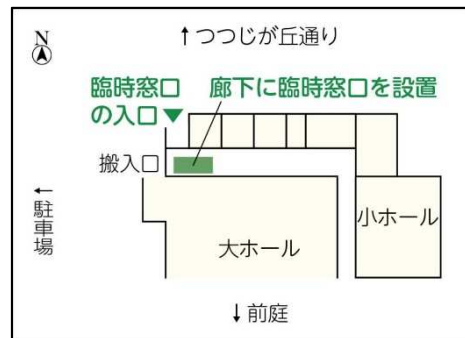 N
↑つつじが丘通り
臨時窓口
の入口▼
廊下に臨時窓口を設置
搬入口
←
駐車場
大ホール
小ホール
↓前庭